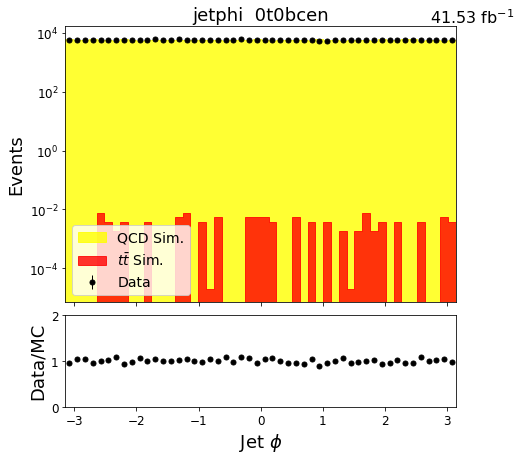 jetphi 0t0bcen
41.53 fb⁻¹
Events
10⁴
10²
10⁰
10⁻²
10⁻⁴
QCD Sim.
tt̄ Sim.
Data
Data/MC
2
1
0
−3 −2 −1 0 1 2 3
Jet ϕ